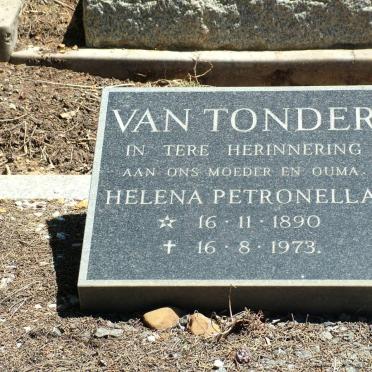 VAN TONDER
IN TERE HERINNERING
AAN ONS MOEDER EN OUMA.
HELENA PETRONELLA
☆ 16 · 11 · 1890
✝ 16 · 8 · 1973.